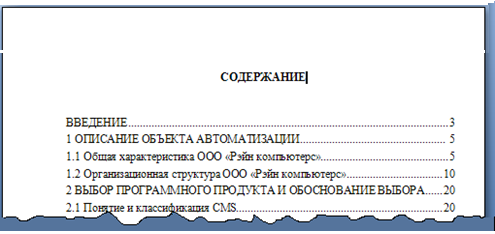 СОДЕРЖАНИЕ
ВВЕДЕНИЕ.......................................................................................................... 3
1 ОПИСАНИЕ ОБЪЕКТА АВТОМАТИЗАЦИИ................................................ 5
1.1 Общая характеристика ООО «Рэйн компьютерс».......................................... 5
1.2 Организационная структура ООО «Рэйн компьютерс»................................ 10
2 ВЫБОР ПРОГРАММНОГО ПРОДУКТА И ОБОСНОВАНИЕ ВЫБОРА......20
2.1 Понятие и классификация CMS..................................................................... 20